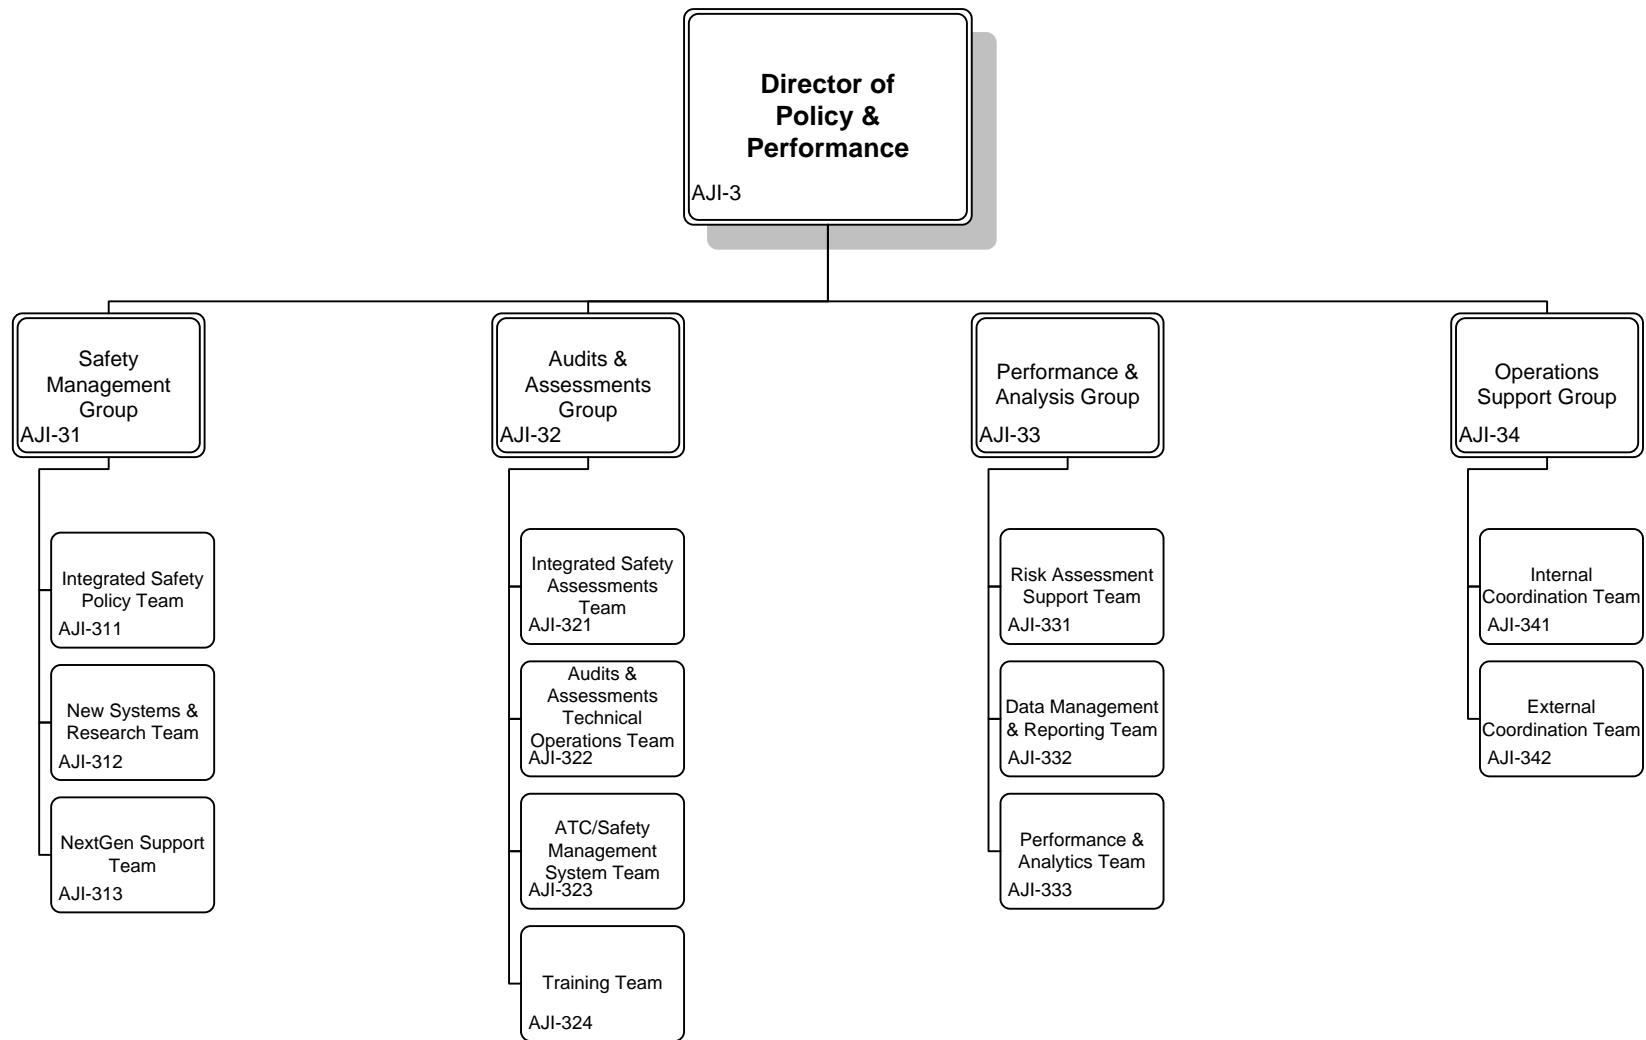 Director of
Policy &
Performance
AJI-3
Safety
Management
Group
AJI-31
Audits &
Assessments
Group
AJI-32
Performance &
Analysis Group
AJI-33
Operations
Support Group
AJI-34
Integrated Safety
Policy Team
AJI-311
New Systems &
Research Team
AJI-312
NextGen Support
Team
AJI-313
Integrated Safety
Assessments
Team
AJI-321
Audits &
Assessments
Technical
Operations Team
AJI-322
ATC/Safety
Management
System Team
AJI-323
Training Team
AJI-324
Risk Assessment
Support Team
AJI-331
Data Management
& Reporting Team
AJI-332
Performance &
Analytics Team
AJI-333
Internal
Coordination Team
AJI-341
External
Coordination Team
AJI-342